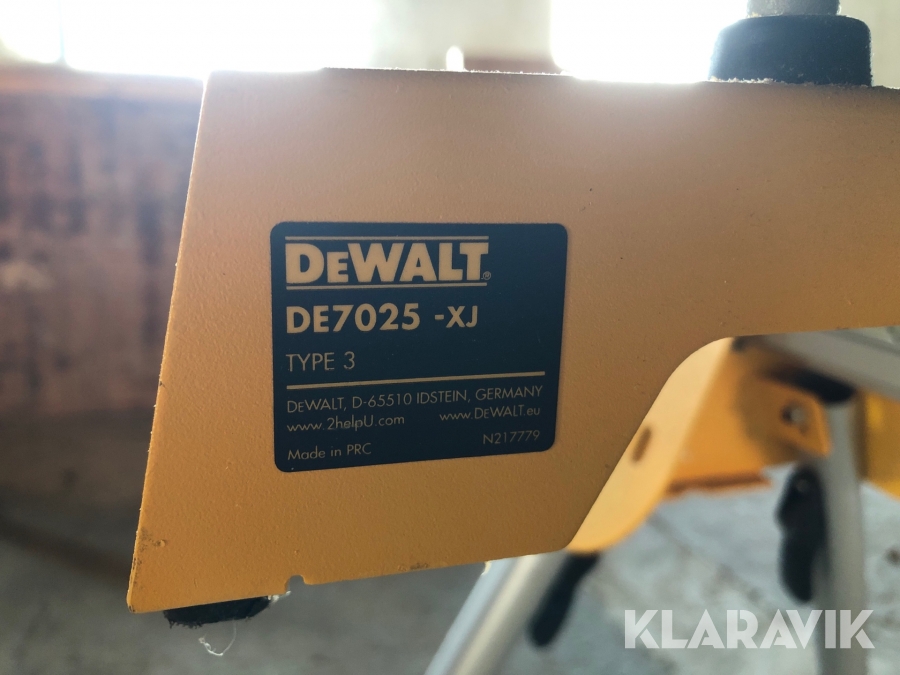 DEWALT®
DE7025 -XJ
TYPE 3
DEWALT, D-65510 IDSTEIN, GERMANY
www.2helpU.com www.DEWALT.eu
Made in PRC N217779
KLARAVIK